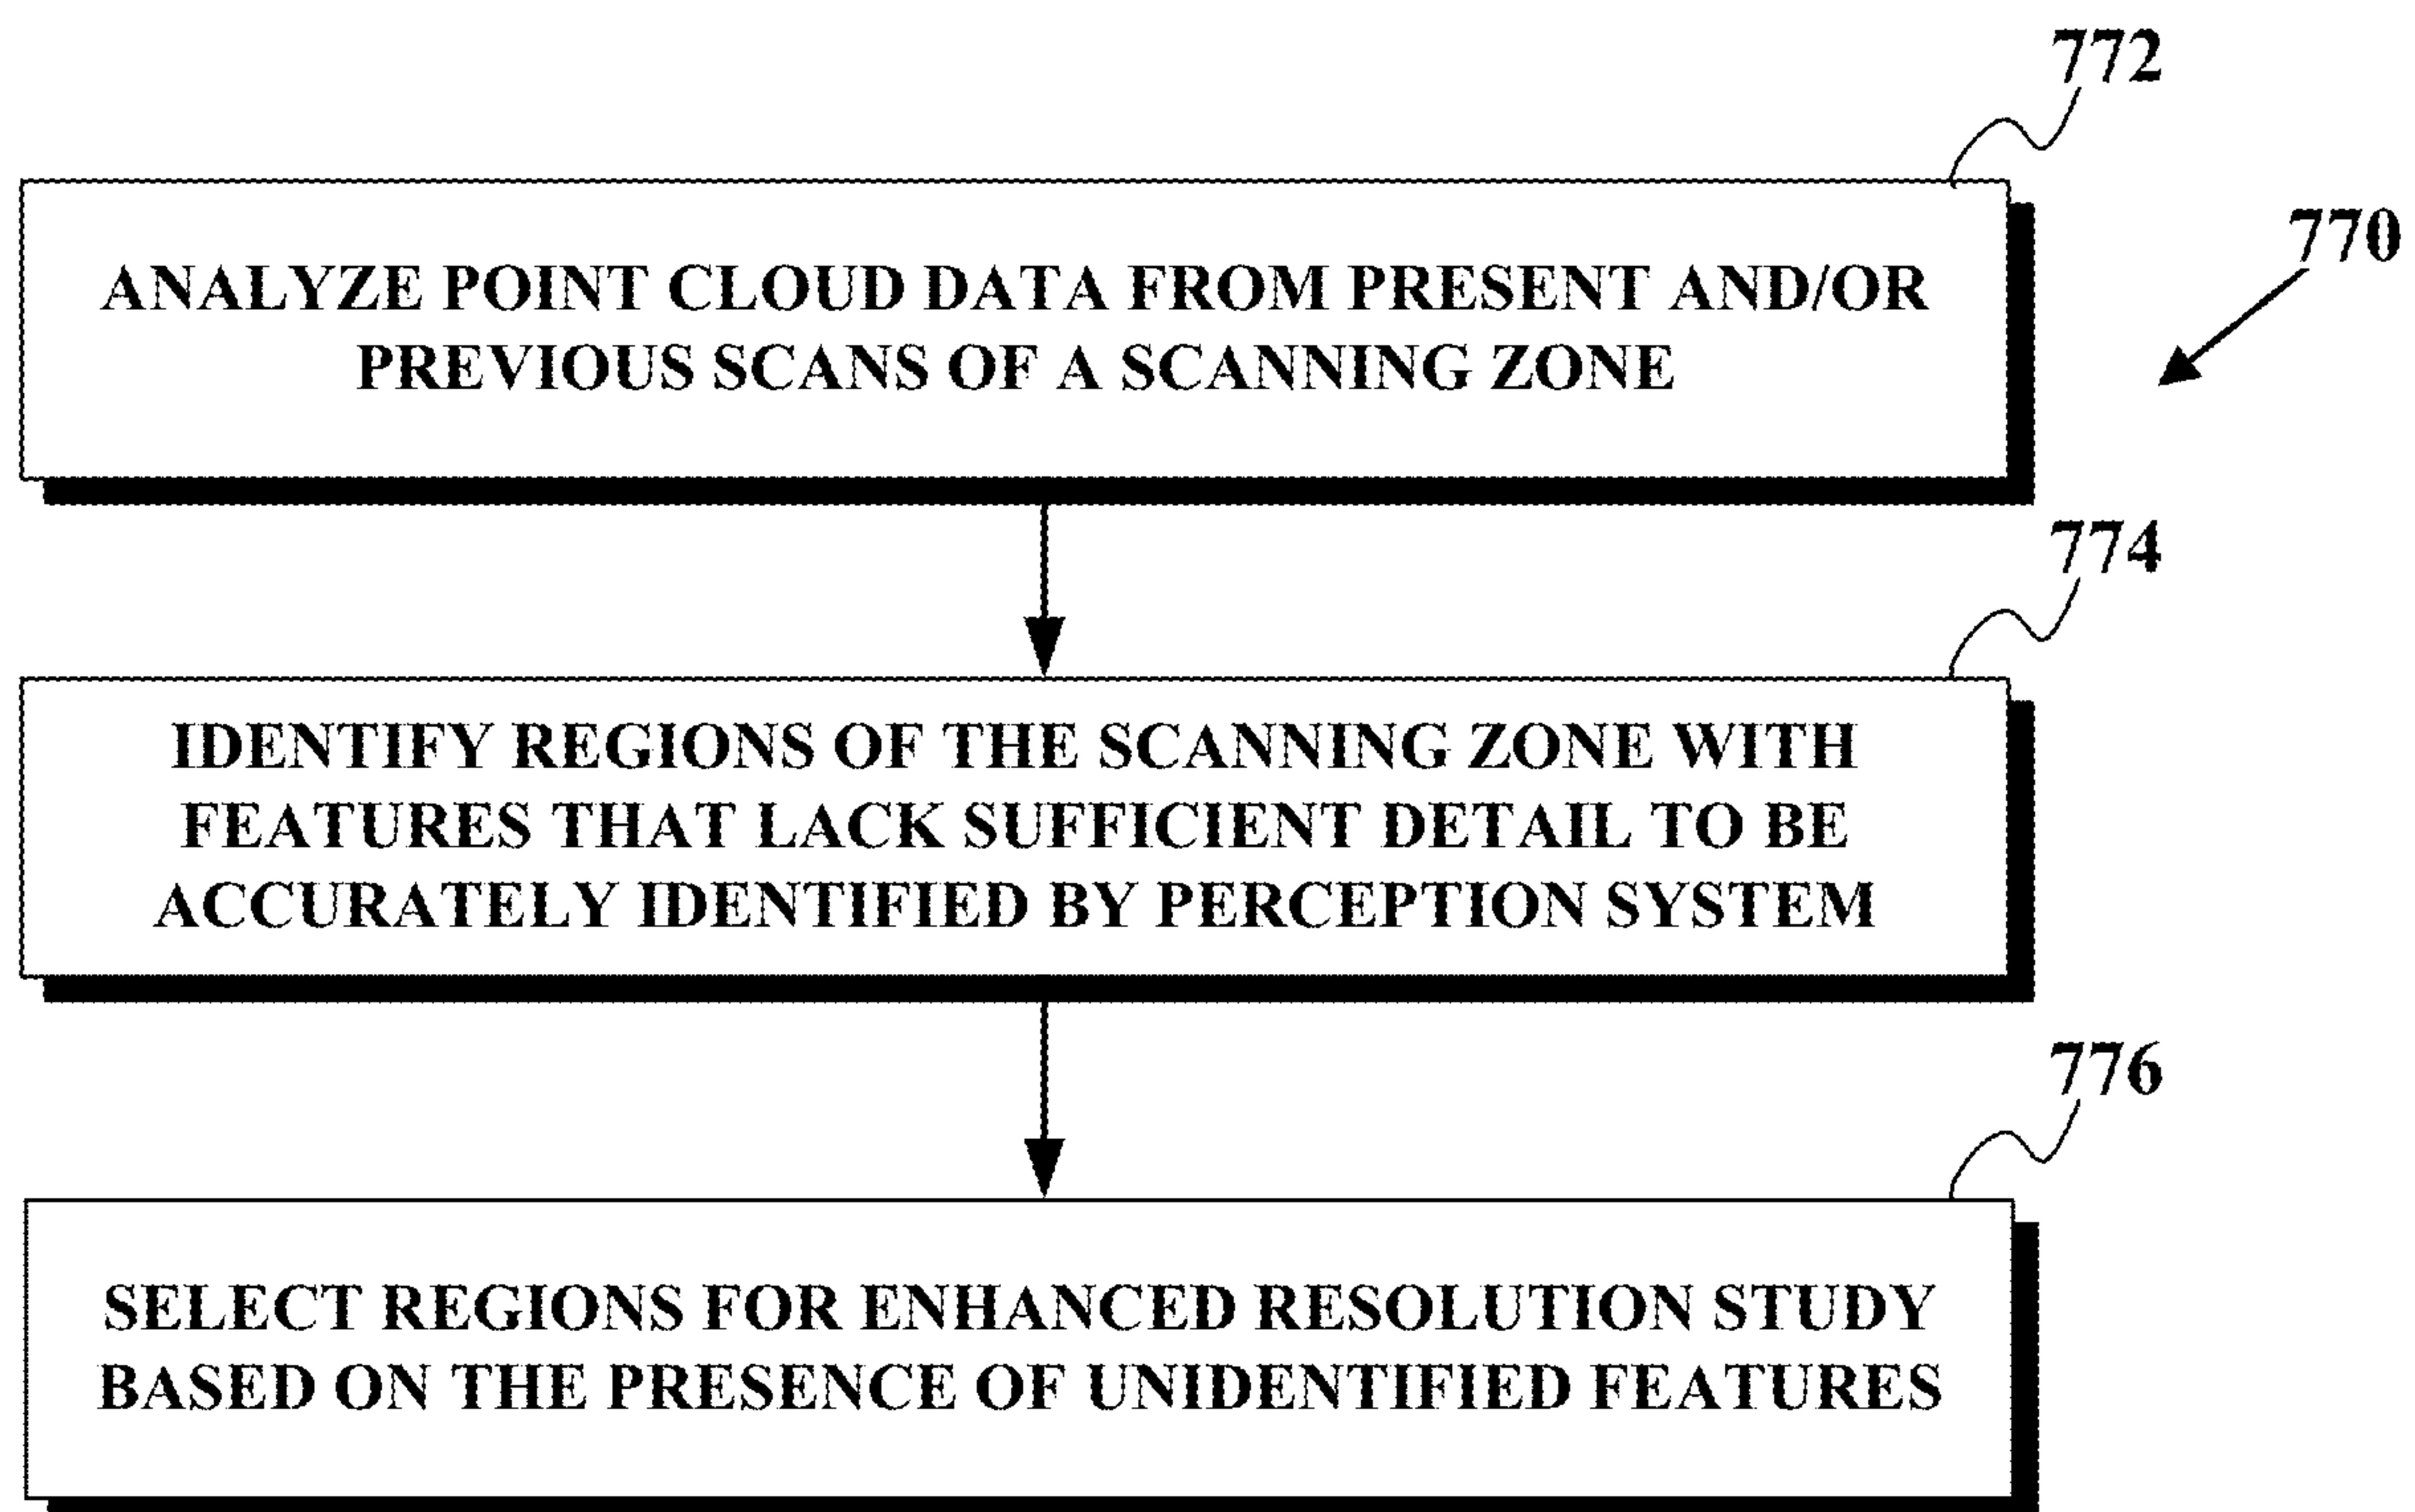 772
770
ANALYZE POINT CLOUD DATA FROM PRESENT AND/OR
PREVIOUS SCANS OF A SCANNING ZONE
774
IDENTIFY REGIONS OF THE SCANNING ZONE WITH
FEATURES THAT LACK SUFFICIENT DETAIL TO BE
ACCURATELY IDENTIFIED BY PERCEPTION SYSTEM
776
SELECT REGIONS FOR ENHANCED RESOLUTION STUDY
BASED ON THE PRESENCE OF UNIDENTIFIED FEATURES